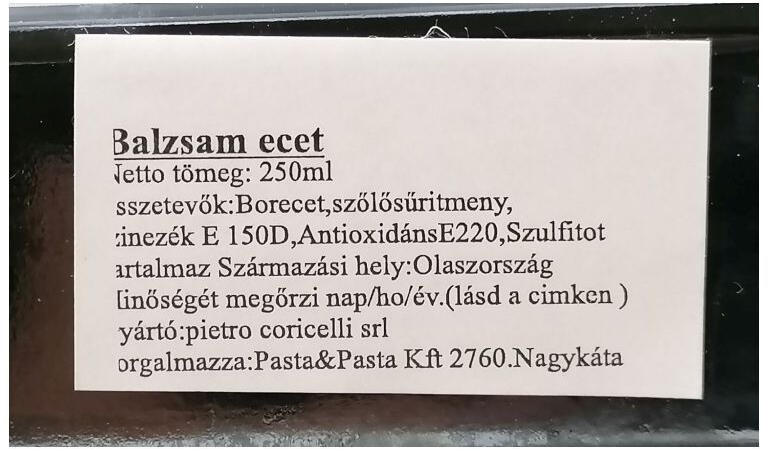 Balzsam ecet
Netto tömeg: 250ml
sszetevők:Borecet,szőlősűritmeny,
zinezék E 150D,AntioxidánsE220,Szulfitot
artalmaz Származási hely:Olaszország
Minőségét megőrzi nap/ho/év.(lásd a cimken )
yártó:pietro coricelli srl
orgalmazza:Pasta&Pasta Kft 2760.Nagykáta